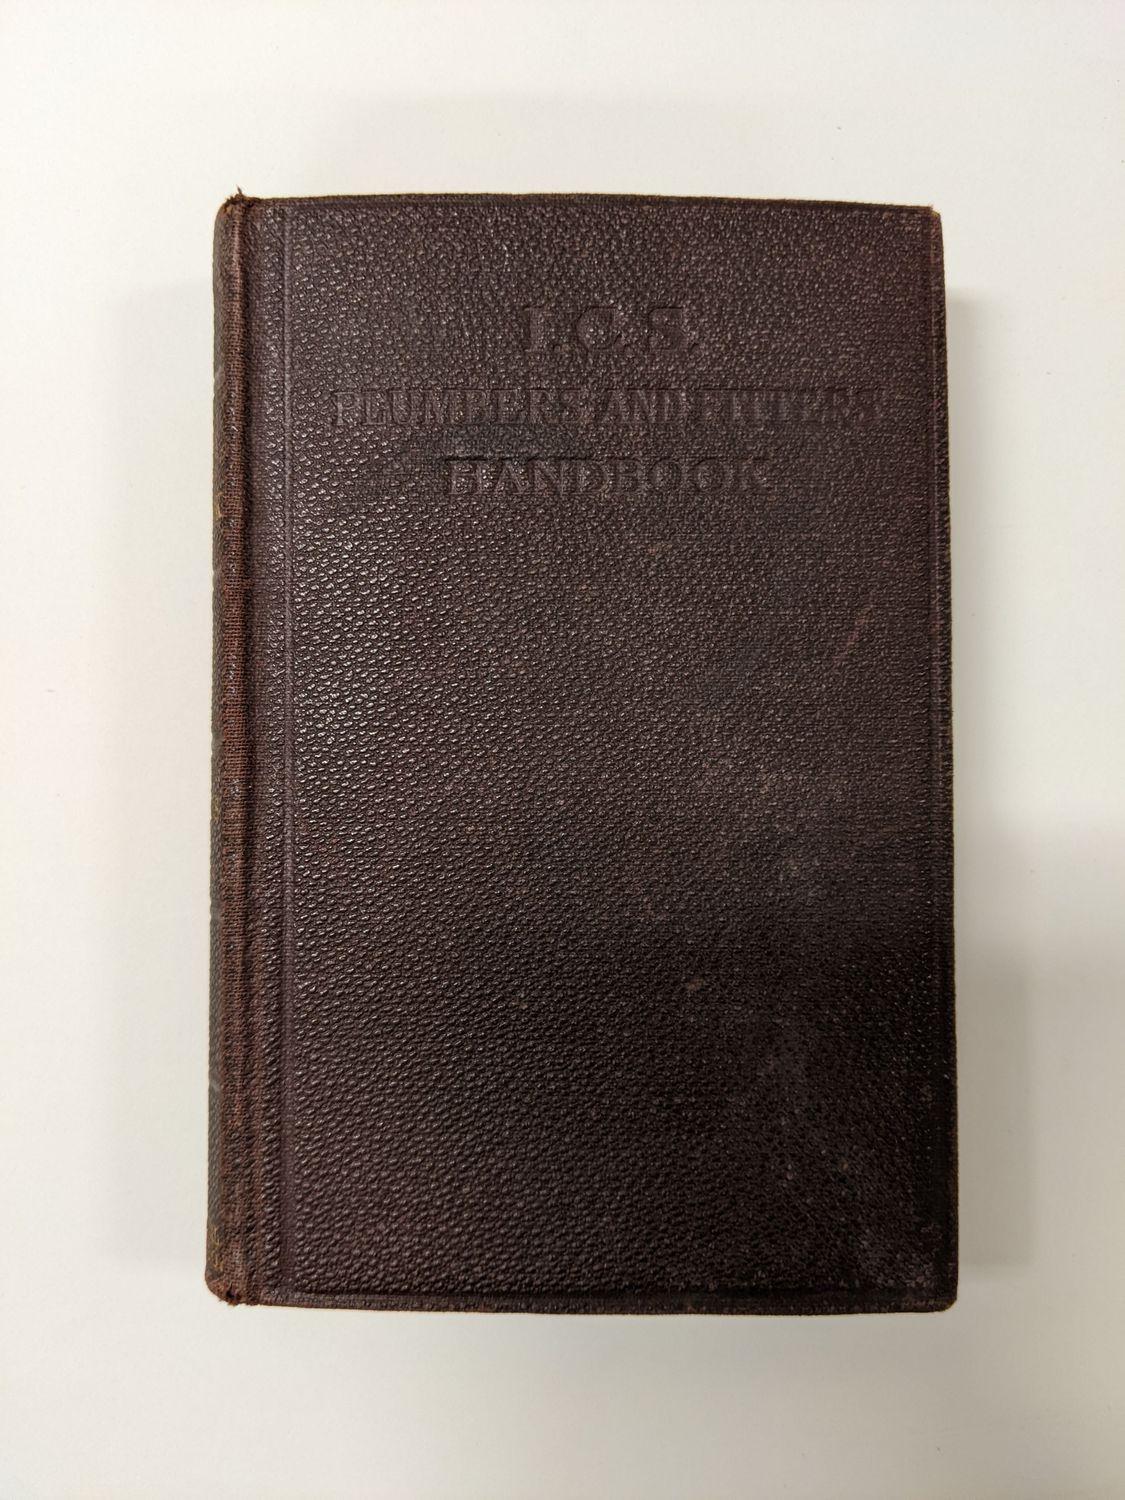 I.C.S.
PLUMBERS' AND FITTERS'
HANDBOOK